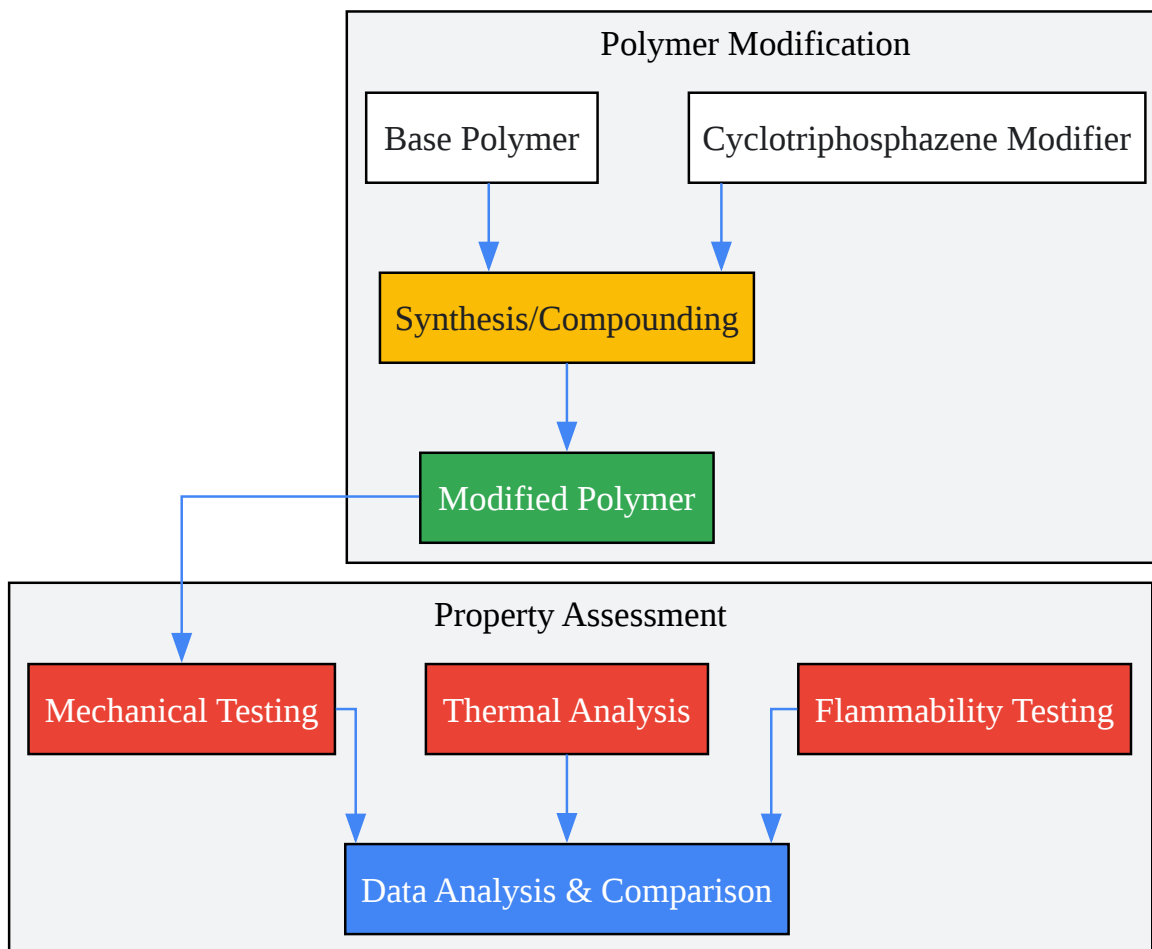 Polymer Modification
Base Polymer
Cyclotriphosphazene Modifier
Synthesis/Compounding
Modified Polymer
Property Assessment
Mechanical Testing
Thermal Analysis
Flammability Testing
Data Analysis & Comparison